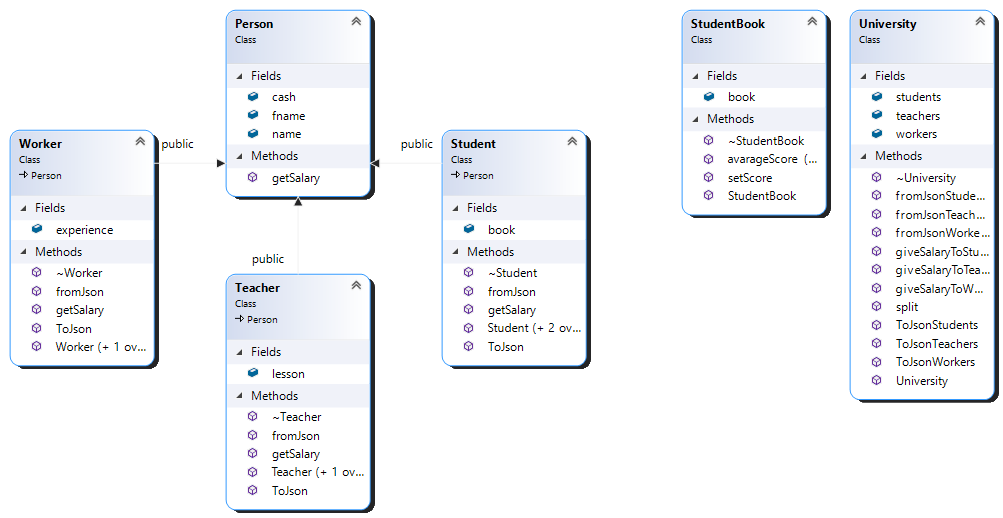 Person
Class
Fields
cash
fname
name
Methods
getSalary
StudentBook
Class
Fields
book
Methods
~StudentBook
avarageScore (...
setScore
StudentBook
University
Class
Fields
students
teachers
workers
Methods
~University
fromJsonStude...
fromJsonTeach...
fromJsonWorke...
giveSalaryToStu...
giveSalaryToTea...
giveSalaryToW...
split
ToJsonStudents
ToJsonTeachers
ToJsonWorkers
University
Worker
Class
Person
Fields
experience
Methods
~Worker
fromJson
getSalary
ToJson
Worker (+ 1 ov...
public
public
Student
Class
Person
Fields
book
Methods
~Student
fromJson
getSalary
Student (+ 2 ov...
ToJson
public
Teacher
Class
Person
Fields
lesson
Methods
~Teacher
fromJson
getSalary
Teacher (+ 1 ov...
ToJson